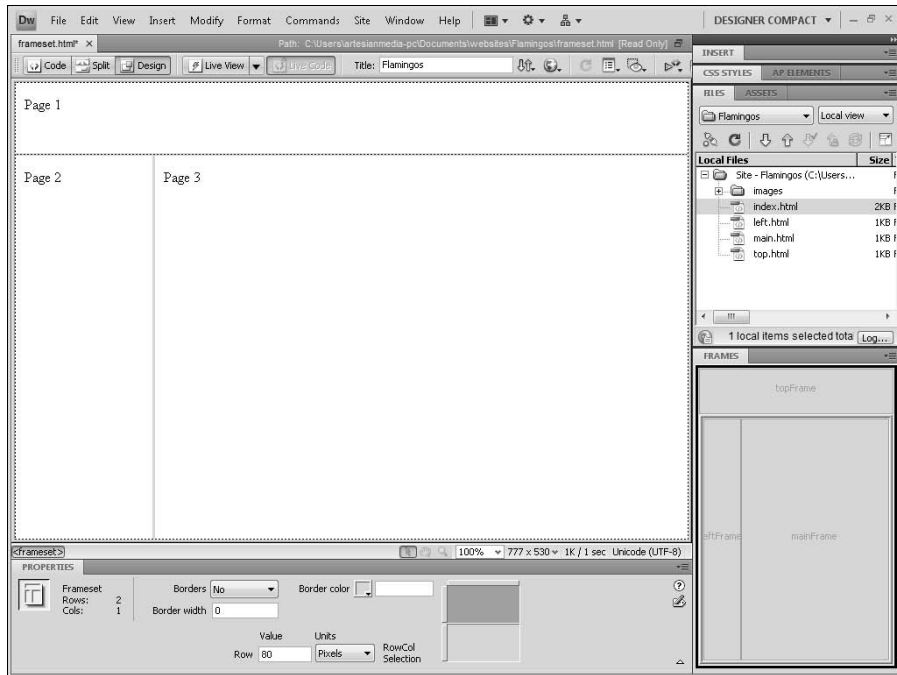 Dw File Edit View Insert Modify Format Commands Site Window Help DESIGNER COMPACT
frameset.html* Path: C:\Users\artesianmedia-pc\Documents\websites\Flamingos\frameset.html [Read Only]
Code Split Design Live View Live Code Title: Flamingos
INSERT
CSS STYLES AP ELEMENTS
FILES ASSETS
Flamingos Local view
Local Files Size
Site - Flamingos (C:\Users...
images
index.html 2KB
left.html 1KB
main.html 1KB
top.html 1KB
1 local items selected tota Log...
Page 1
Page 2 Page 3
FRAMES
topFrame
eftFrame mainFrame
<frameset> 100% 777 x 530 1K / 1 sec Unicode (UTF-8)
PROPERTIES
Frameset Borders No Border color
Rows: 2
Cols: 1 Border width 0
Value Units
Row 80 Pixels RowCol
Selection